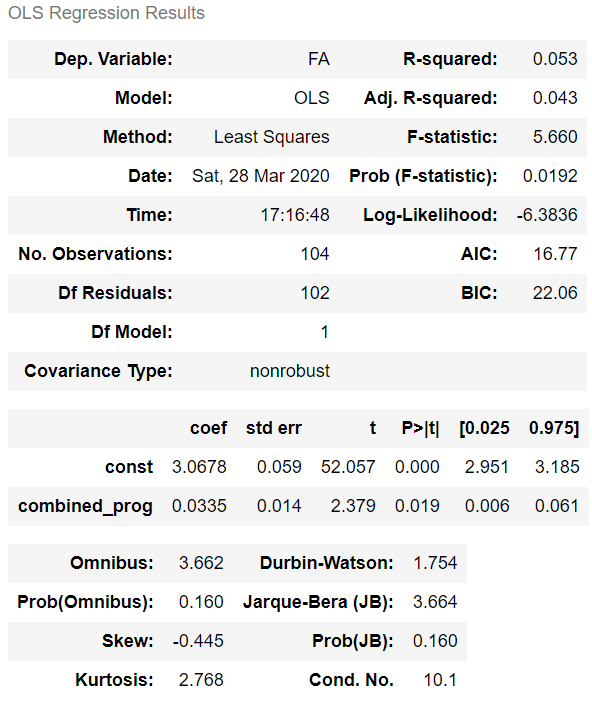 OLS Regression Results
Dep. Variable: FA R-squared: 0.053
Model: OLS Adj. R-squared: 0.043
Method: Least Squares F-statistic: 5.660
Date: Sat, 28 Mar 2020 Prob (F-statistic): 0.0192
Time: 17:16:48 Log-Likelihood: -6.3836
No. Observations: 104 AIC: 16.77
Df Residuals: 102 BIC: 22.06
Df Model: 1
Covariance Type: nonrobust
coef std err t P>|t| [0.025 0.975]
const 3.0678 0.059 52.057 0.000 2.951 3.185
combined_prog 0.0335 0.014 2.379 0.019 0.006 0.061
Omnibus: 3.662 Durbin-Watson: 1.754
Prob(Omnibus): 0.160 Jarque-Bera (JB): 3.664
Skew: -0.445 Prob(JB): 0.160
Kurtosis: 2.768 Cond. No. 10.1